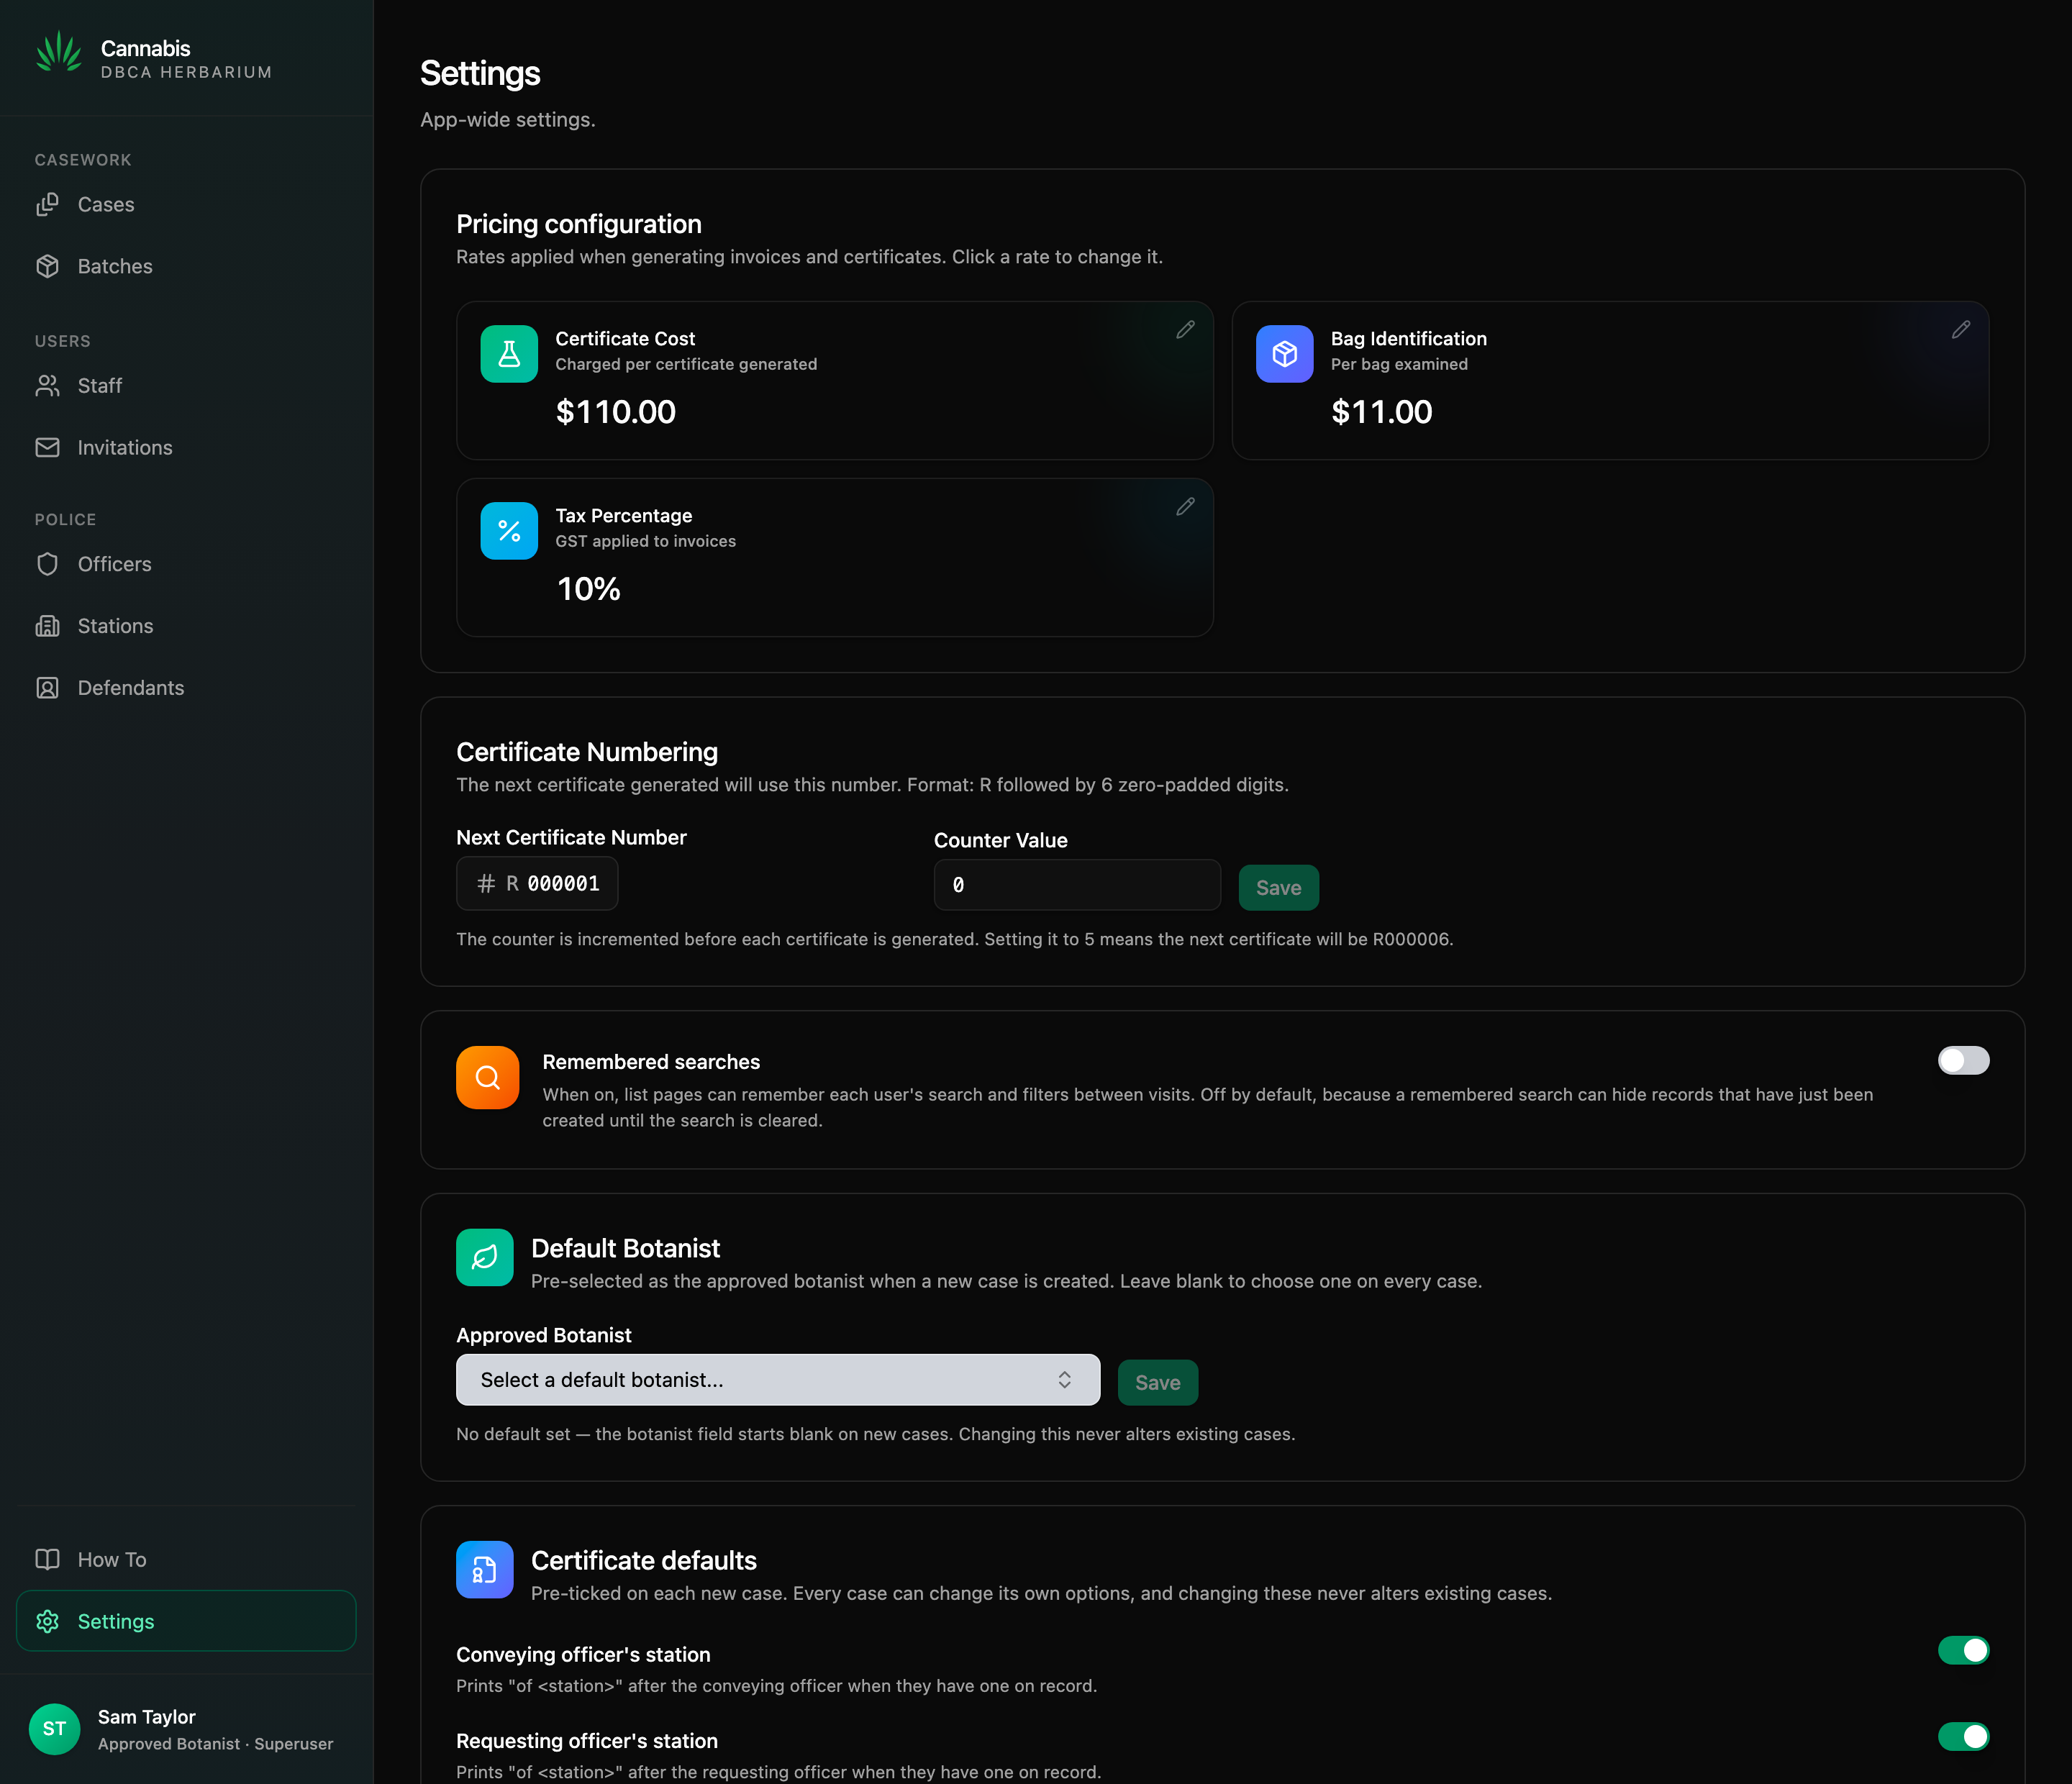 Cannabis
DBCA HERBARIUM
CASEWORK
Cases
Batches
USERS
Staff
Invitations
POLICE
Officers
Stations
Defendants
How To
Settings
ST
Sam Taylor
Approved Botanist · Superuser
Settings
App-wide settings.
Pricing configuration
Rates applied when generating invoices and certificates. Click a rate to change it.
Certificate Cost
Charged per certificate generated
$110.00
Bag Identification
Per bag examined
$11.00
Tax Percentage
GST applied to invoices
10%
Certificate Numbering
The next certificate generated will use this number. Format: R followed by 6 zero-padded digits.
Next Certificate Number
# R 000001
Counter Value
0
Save
The counter is incremented before each certificate is generated. Setting it to 5 means the next certificate will be R000006.
Remembered searches
When on, list pages can remember each user's search and filters between visits. Off by default, because a remembered search can hide records that have just been
created until the search is cleared.
Default Botanist
Pre-selected as the approved botanist when a new case is created. Leave blank to choose one on every case.
Approved Botanist
Select a default botanist...
Save
No default set — the botanist field starts blank on new cases. Changing this never alters existing cases.
Certificate defaults
Pre-ticked on each new case. Every case can change its own options, and changing these never alters existing cases.
Conveying officer's station
Prints "of <station>" after the conveying officer when they have one on record.
Requesting officer's station
Prints "of <station>" after the requesting officer when they have one on record.